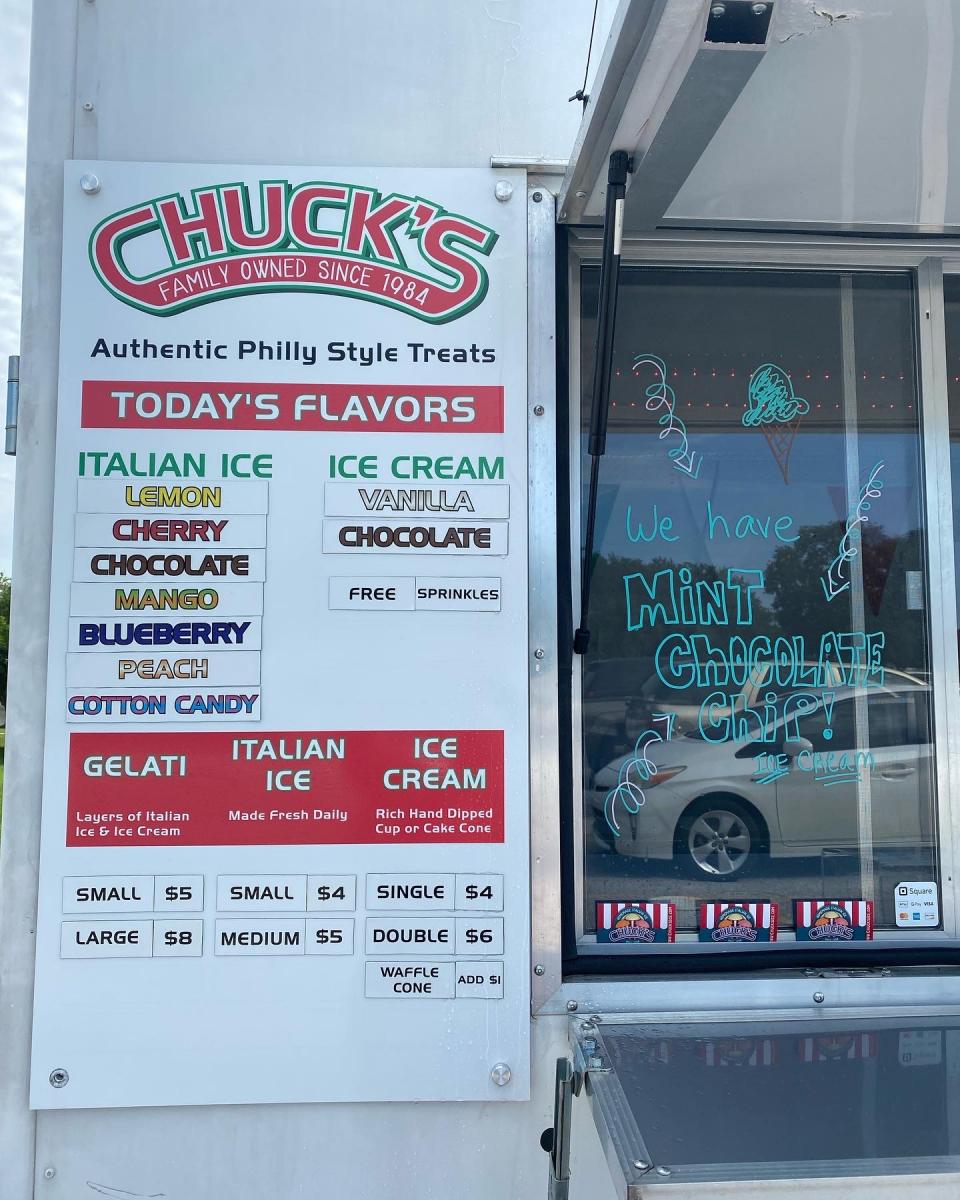 CHUCK'S
FAMILY OWNED SINCE 1984
Authentic Philly Style Treats
TODAY'S FLAVORS
ITALIAN ICE
LEMON
CHERRY
CHOCOLATE
MANGO
BLUEBERRY
PEACH
COTTON CANDY
ICE CREAM
VANILLA
CHOCOLATE
FREE SPRINKLES
GELATI
Layers of Italian
Ice & Ice Cream
SMALL $5
LARGE $8
ITALIAN
ICE
Made Fresh Daily
SMALL $4
MEDIUM $5
ICE
CREAM
Rich Hand Dipped
Cup or Cake Cone
SINGLE $4
DOUBLE $6
WAFFLE
CONE ADD $1
We have
MiNT
ChOCOLATE
ChiP!
ICE CReam
Square
Pay G Pay VISA
CHUCK'S
CHUCK'S
CHUCK'S